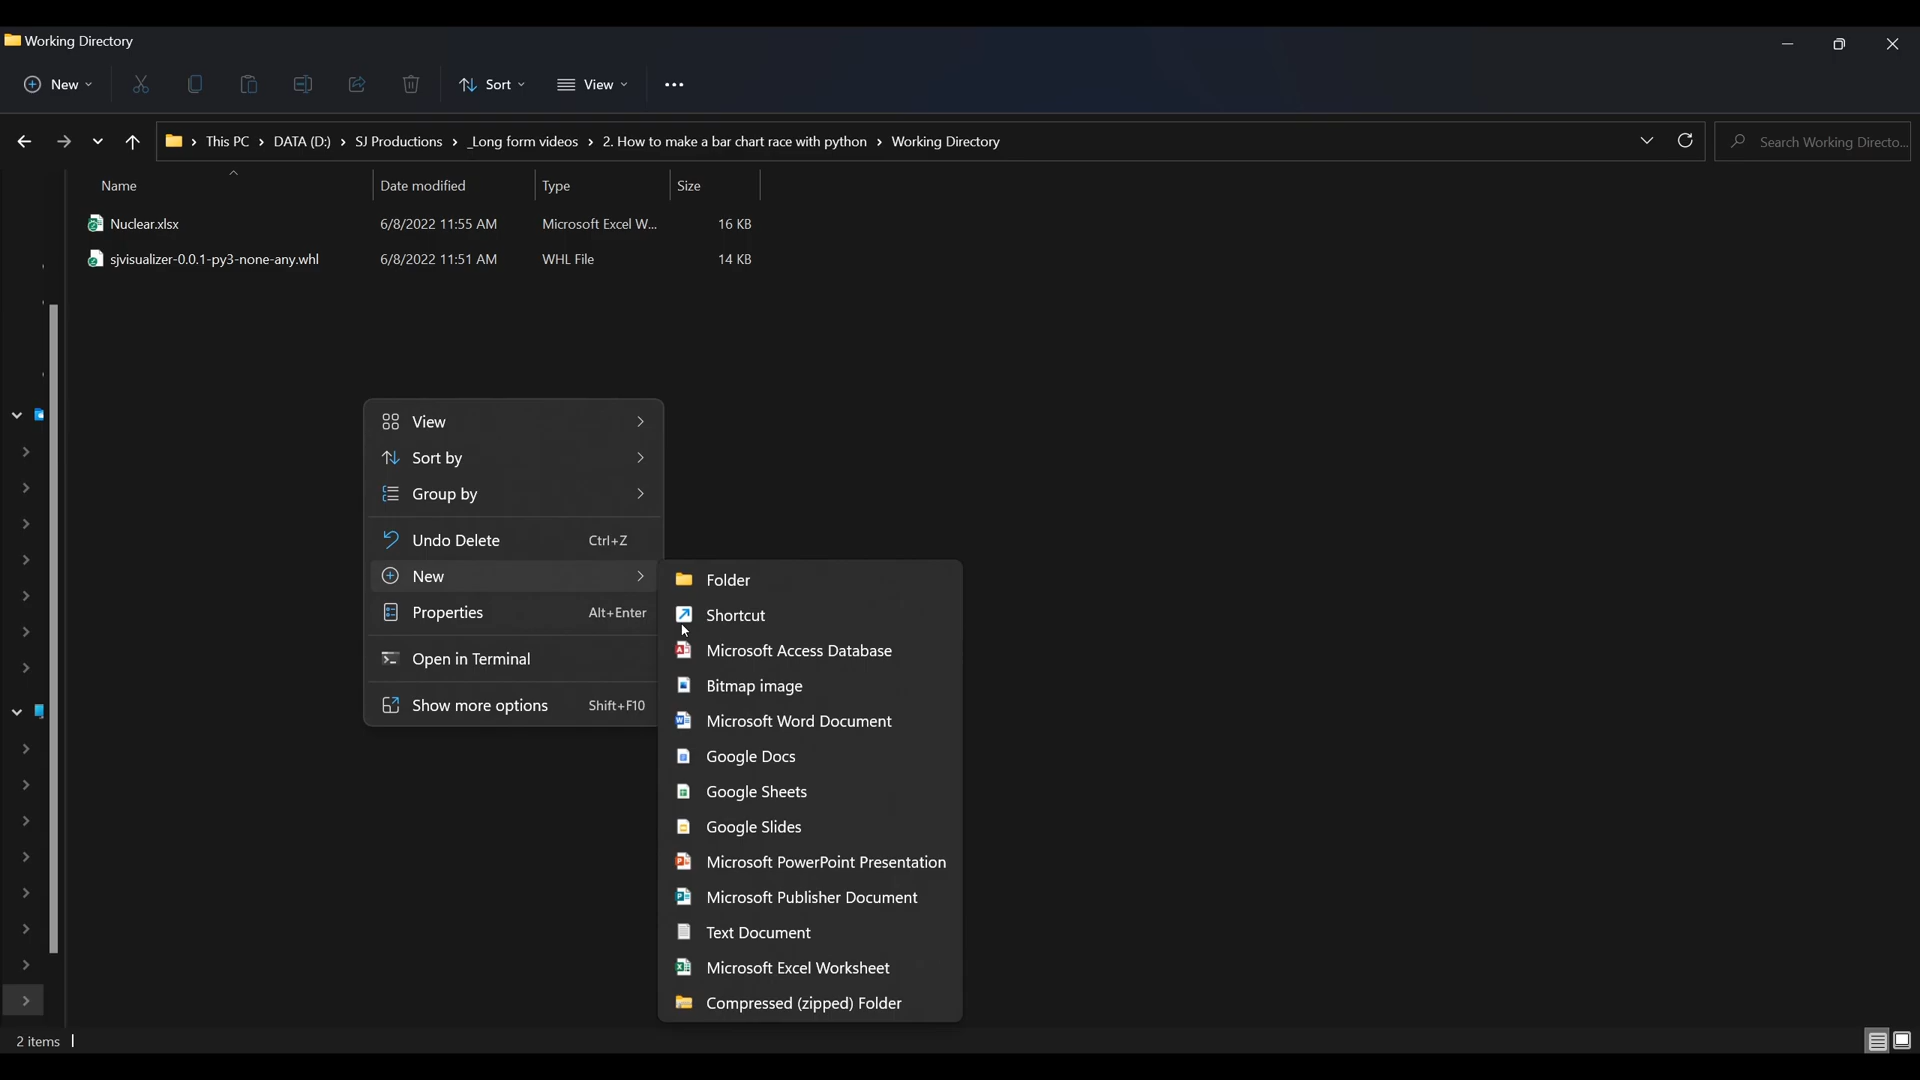 Working Directory
New
Sort
View
This PC > DATA (D:) > SJ Productions > _Long form videos > 2. How to make a bar chart race with python > Working Directory
Search Working Directo...
Name Date modified Type Size
Nuclear.xlsx 6/8/2022 11:55 AM Microsoft Excel W... 16 KB
sjvisualizer-0.0.1-py3-none-any.whl 6/8/2022 11:51 AM WHL File 14 KB
View
Sort by
Group by
Undo Delete Ctrl+Z
New
Properties Alt+Enter
Open in Terminal
Show more options Shift+F10
Folder
Shortcut
Microsoft Access Database
Bitmap image
Microsoft Word Document
Google Docs
Google Sheets
Google Slides
Microsoft PowerPoint Presentation
Microsoft Publisher Document
Text Document
Microsoft Excel Worksheet
Compressed (zipped) Folder
2 items